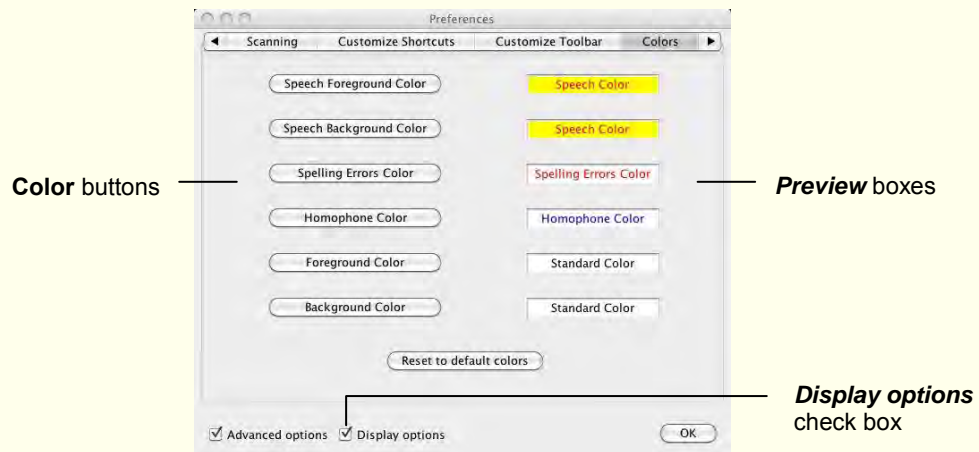 Preferences
Scanning Customize Shortcuts Customize Toolbar Colors
Speech Foreground Color Speech Color
Speech Background Color Speech Color
Color buttons Spelling Errors Color Spelling Errors Color Preview boxes
Homophone Color Homophone Color
Foreground Color Standard Color
Background Color Standard Color
Reset to default colors
Display options
check box
Advanced options Display options OK